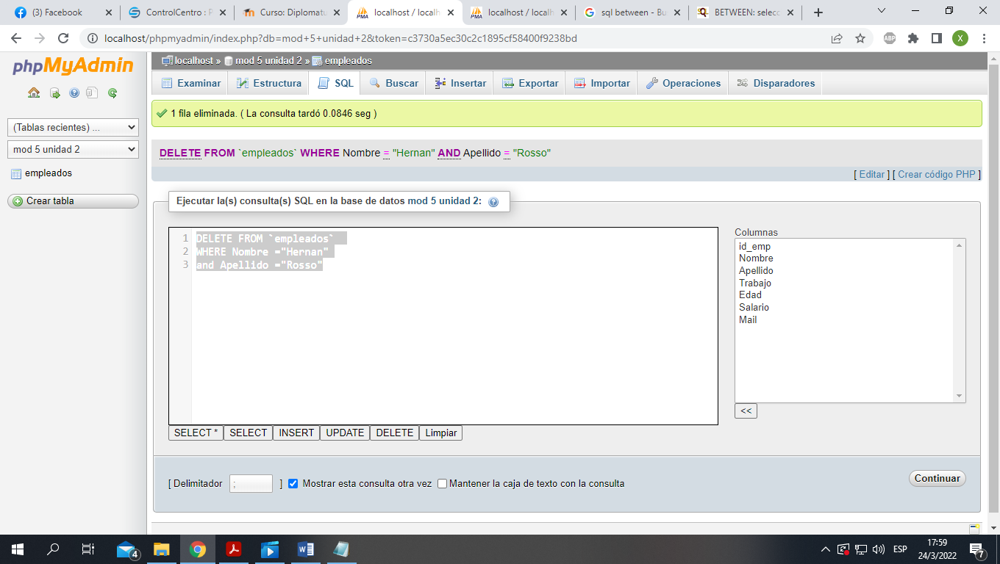 (3) Facebook
ControlCentro : P
Curso: Diplomatu
localhost / localh
localhost / localh
sql between - Bu
BETWEEN: selecc
localhost/phpmyadmin/index.php?db=mod+5+unidad+2&token=c3730a5ec30c2c1895cf58400f9238bd
ABP
X
phpMyAdmin
localhost » mod 5 unidad 2 » empleados
Examinar
Estructura
SQL
Buscar
Insertar
Exportar
Importar
Operaciones
Disparadores
(Tablas recientes) ...
mod 5 unidad 2
empleados
Crear tabla
1 fila eliminada. ( La consulta tardó 0.0846 seg )
DELETE FROM `empleados` WHERE Nombre = "Hernan" AND Apellido = "Rosso"
[ Editar ] [ Crear código PHP ]
Ejecutar la(s) consulta(s) SQL en la base de datos mod 5 unidad 2:
1 DELETE FROM `empleados`
2 WHERE Nombre ="Hernan"
3 and Apellido ="Rosso"
Columnas
id_emp
Nombre
Apellido
Trabajo
Edad
Salario
Mail
<<
SELECT *
SELECT
INSERT
UPDATE
DELETE
Limpiar
[ Delimitador ; ] Mostrar esta consulta otra vez Mantener la caja de texto con la consulta
Continuar
4
ESP
17:59
24/3/2022
7